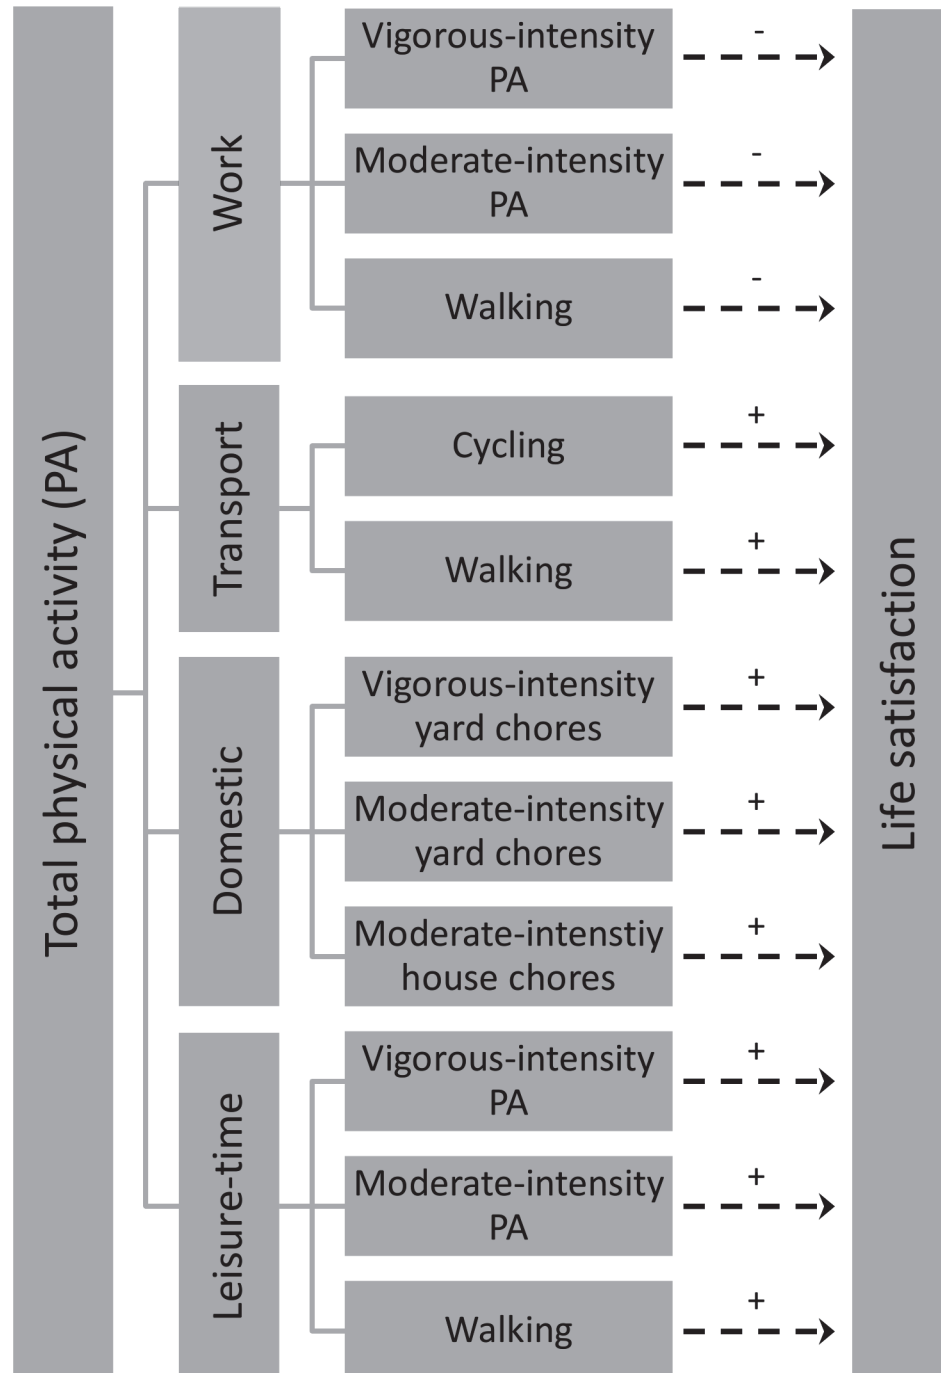 Total physical activity (PA)
Work
Vigorous-intensity
PA
-
Moderate-intensity
PA
-
Walking
-
Transport
Cycling
+
Walking
+
Domestic
Vigorous-intensity
yard chores
+
Moderate-intensity
yard chores
+
Moderate-intenstiy
house chores
+
Leisure-time
Vigorous-intensity
PA
+
Moderate-intensity
PA
+
Walking
+
Life satisfaction